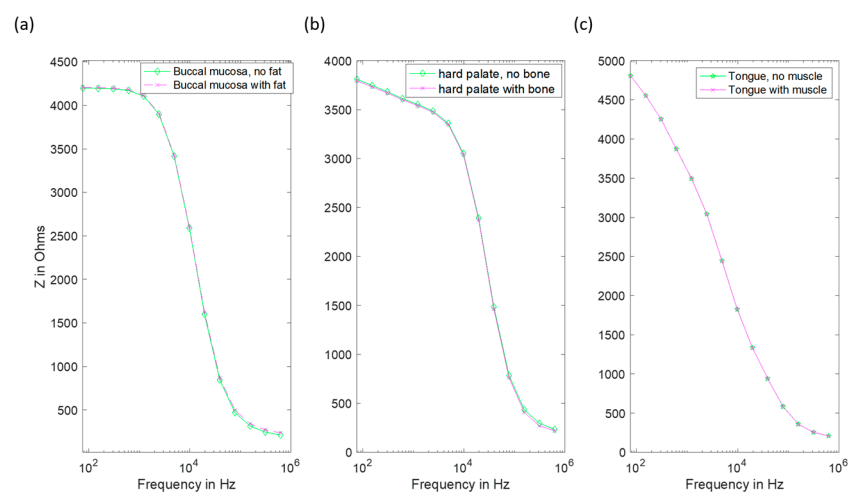 (a)
(b)
(c)
4500
4000
3500
3000
2500
2000
1500
1000
500
Z in Ohms
Buccal mucosa, no fat
Buccal mucosa with fat
10^2
10^4
10^6
Frequency in Hz
4000
3500
3000
2500
2000
1500
1000
500
0
hard palate, no bone
hard palate with bone
10^2
10^4
10^6
Frequency in Hz
5000
4500
4000
3500
3000
2500
2000
1500
1000
500
0
Tongue, no muscle
Tongue with muscle
10^2
10^4
10^6
Frequency in Hz